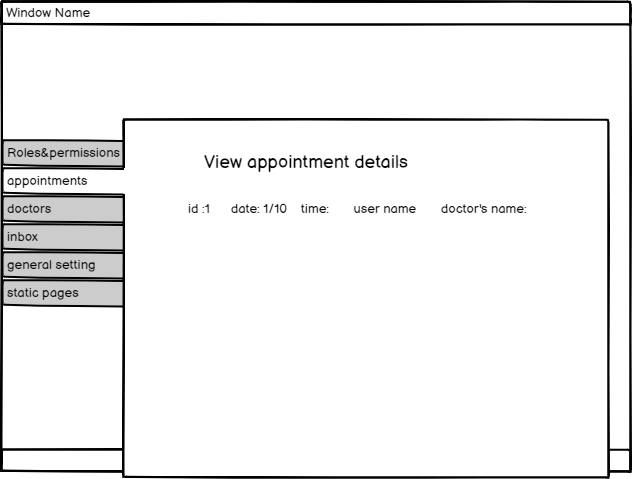 Window Name
Roles&permissions
appointments
doctors
inbox
general setting
static pages
View appointment details
id :1 date: 1/10 time: user name doctor's name: